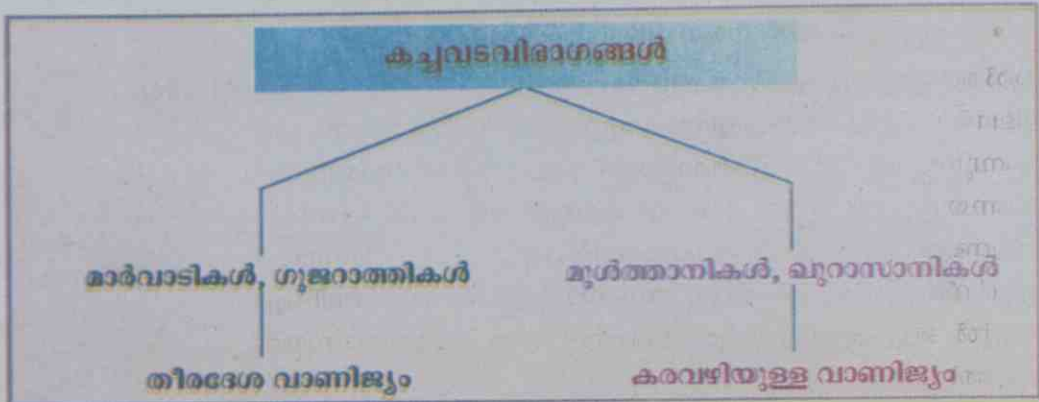 കച്ചവടവിഭാഗങ്ങൾ
മാർവാടികൾ, ഗുജറാത്തികൾ
മുൾത്താനികൾ, ഖുറാസാനികൾ
തീരദേശ വാണിജ്യം
കരവഴിയുള്ള വാണിജ്യം